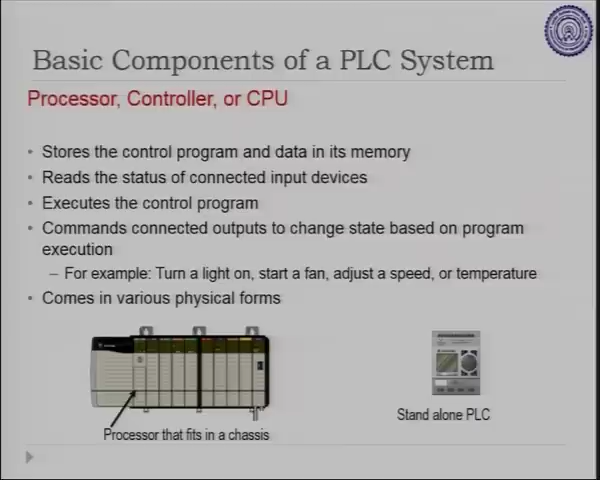 Basic Components of a PLC System
Processor, Controller, or CPU
• Stores the control program and data in its memory
• Reads the status of connected input devices
• Executes the control program
• Commands connected outputs to change state based on program
execution
– For example: Turn a light on, start a fan, adjust a speed, or temperature
• Comes in various physical forms
Processor that fits in a chassis
Stand alone PLC